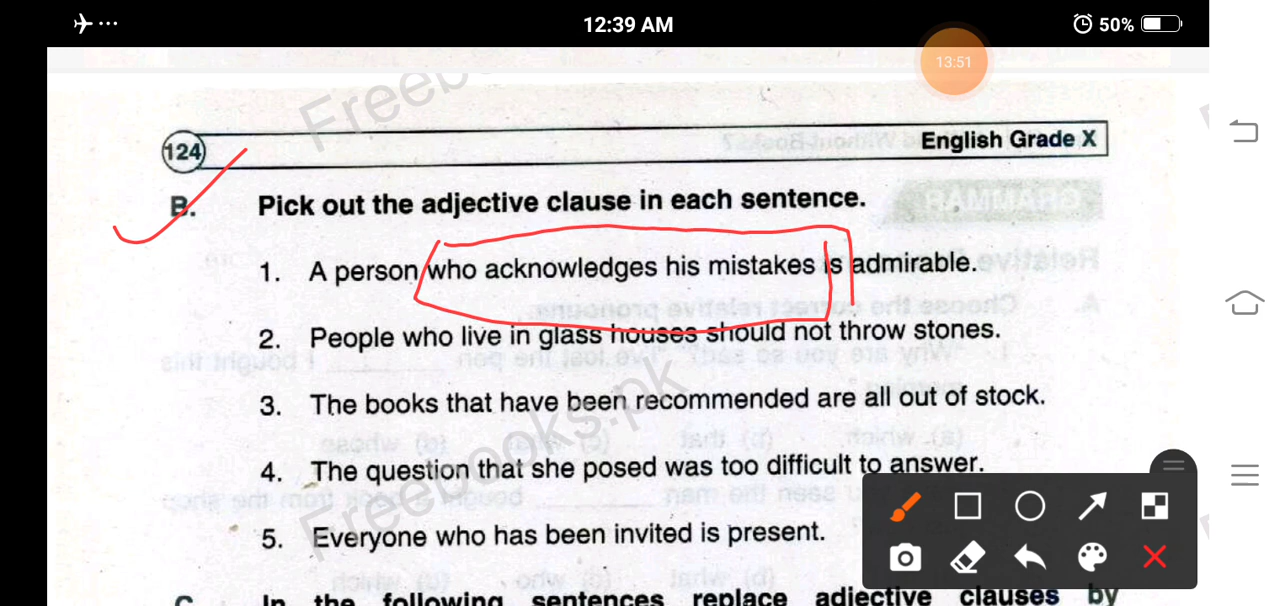 12:39 AM
50%
13:51
124
English Grade X
B. Pick out the adjective clause in each sentence.
1. A person who acknowledges his mistakes is admirable.
2. People who live in glass houses should not throw stones.
3. The books that have been recommended are all out of stock.
4. The question that she posed was too difficult to answer.
5. Everyone who has been invited is present.
C. In the following sentences replace adjective clauses by
Freebooks.pk